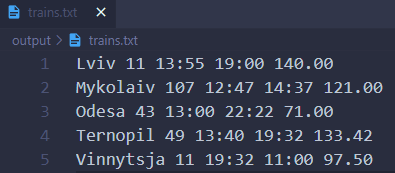 trains.txt ×
output > trains.txt
1 Lviv 11 13:55 19:00 140.00
2 Mykolaiv 107 12:47 14:37 121.00
3 Odesa 43 13:00 22:22 71.00
4 Ternopil 49 13:40 19:32 133.42
5 Vinnytsja 11 19:32 11:00 97.50